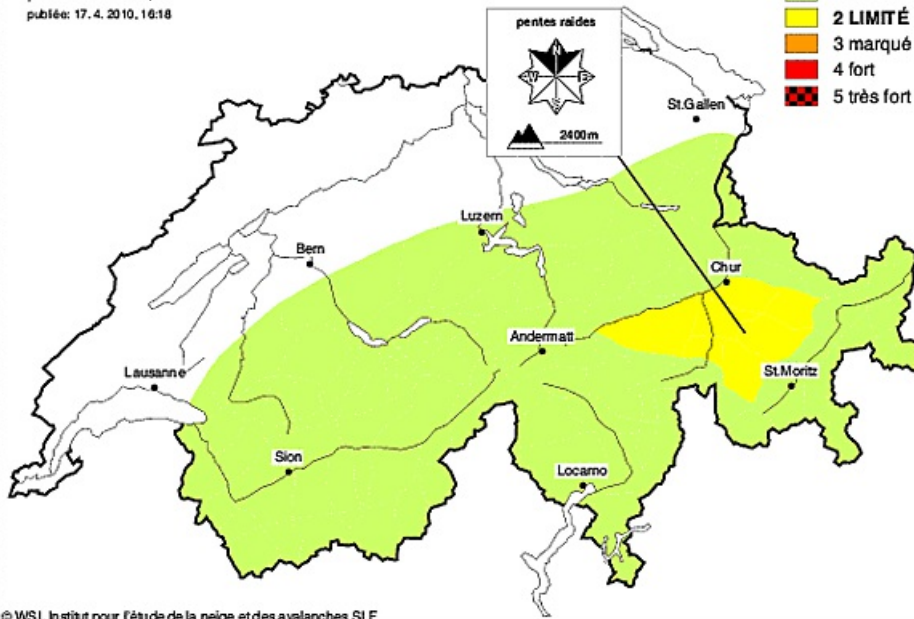 publiée: 17. 4. 2010, 16:18
2 LIMITÉ
3 marqué
4 fort
5 très fort
pentes raides
N
W
E
S
2400m
St.Gallen
Luzern
Bern
Chur
Andermatt
Lausanne
St.Moritz
Sion
Locarno
© WSL Institut pour l'étude de la neige et des avalanches SLF